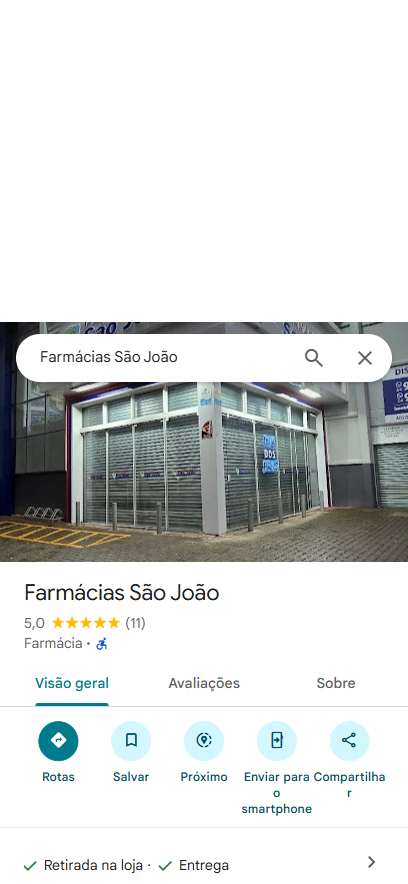 Farmácias São João
Farmácias São João
5,0 (11)
Farmácia ·
Visão geral
Avaliações
Sobre
Rotas
Salvar
Próximo
Enviar para
o
smartphone
Compartilha
r
Retirada na loja · Entrega